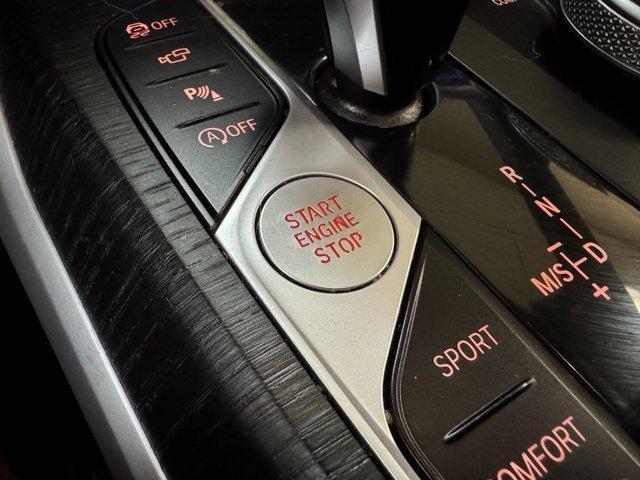 OFF
P
A OFF
START
ENGINE
STOP
R
N
D
M/S
-
+
SPORT
COMFORT